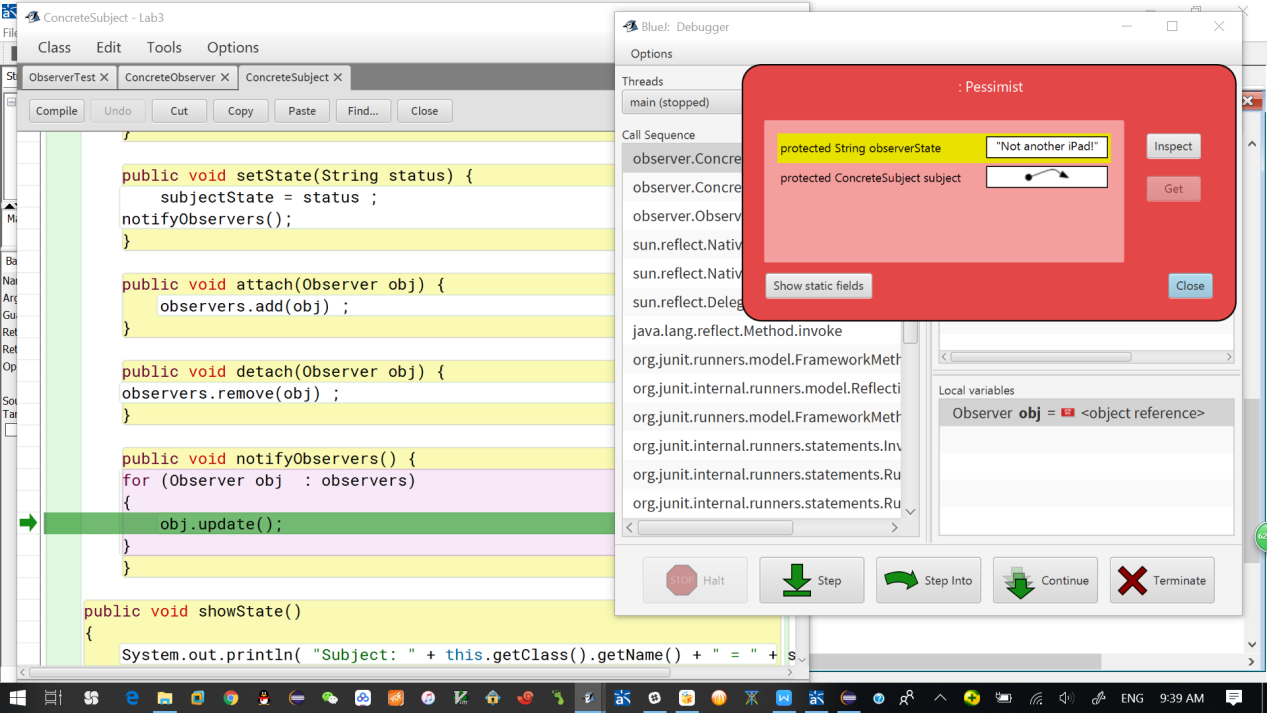 ConcreteSubject - Lab3
Class Edit Tools Options
ObserverTest ConcreteObserver ConcreteSubject
Compile Undo Cut Copy Paste Find... Close
}
public void setState(String status) {
subjectState = status ;
notifyObservers();
}
public void attach(Observer obj) {
observers.add(obj) ;
}
public void detach(Observer obj) {
observers.remove(obj) ;
}
public void notifyObservers() {
for (Observer obj : observers)
{
obj.update();
}
}
public void showState()
{
System.out.println( "Subject: " + this.getClass().getName() + " = " + s
BlueJ: Debugger
Options
Threads
main (stopped)
Call Sequence
observer.Concre
observer.Concre
observer.Observ
sun.reflect.Nativ
sun.reflect.Nativ
sun.reflect.Deleg
java.lang.reflect.Method.invoke
org.junit.runners.model.FrameworkMeth
org.junit.internal.runners.model.Reflecti
org.junit.runners.model.FrameworkMeth
org.junit.internal.runners.statements.Inv
org.junit.internal.runners.statements.Ru
org.junit.internal.runners.statements.Ru
: Pessimist
protected String observerState "Not another iPad!"
protected ConcreteSubject subject
Inspect
Get
Show static fields
Close
Local variables
Observer obj = <object reference>
STOP Halt Step Step Into Continue Terminate
ENG 9:39 AM